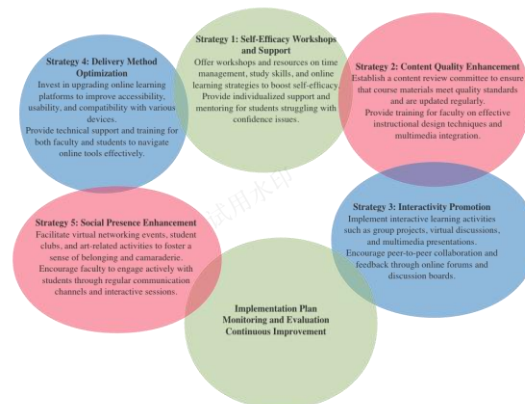 Strategy 1: Self-Efficacy Workshops
and Support
Offer workshops and resources on time
management, study skills, and online
learning strategies to boost self-efficacy.
Provide individualized support and
mentoring for students struggling with
confidence issues.
Strategy 2: Content Quality Enhancement
Establish a content review committee to ensure
that course materials meet quality standards
and are updated regularly.
Provide training for faculty on effective
instructional design techniques and
multimedia integration.
Strategy 3: Interactivity Promotion
Implement interactive learning activities
such as group projects, virtual discussions,
and multimedia presentations.
Encourage peer-to-peer collaboration and
feedback through online forums and
discussion boards.
Strategy 4: Delivery Method
Optimization
Invest in upgrading online learning
platforms to improve accessibility,
usability, and compatibility with various
devices.
Provide technical support and training for
both faculty and students to navigate
online tools effectively.
Strategy 5: Social Presence Enhancement
Facilitate virtual networking events, student
clubs, and art-related activities to foster a
sense of belonging and camaraderie.
Encourage faculty to engage actively with
students through regular communication
channels and interactive sessions.
Implementation Plan
Monitoring and Evaluation
Continuous Improvement
试用水印